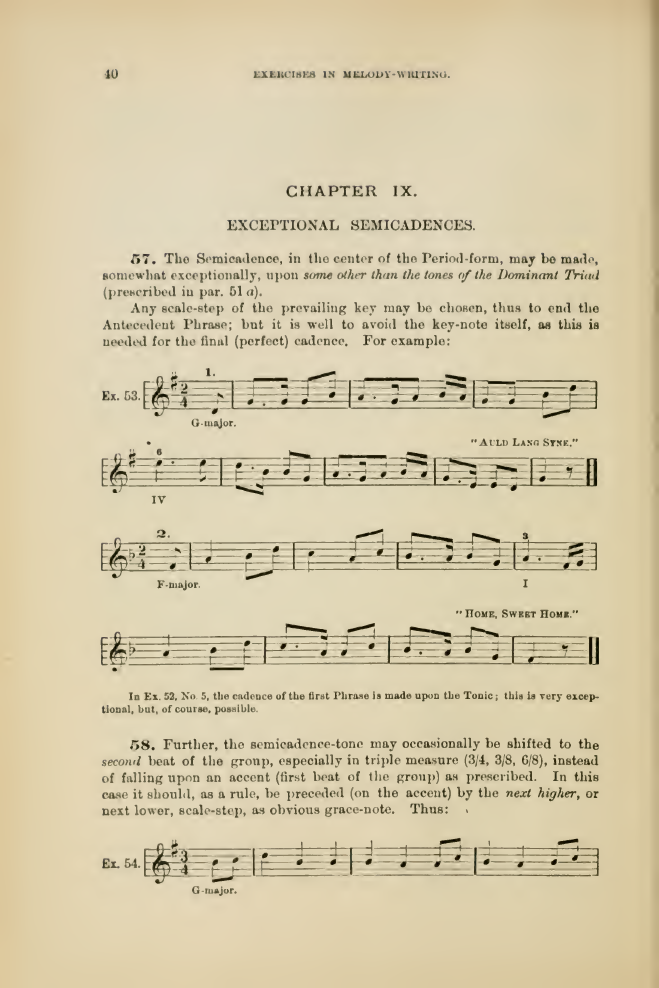 40
EXERCISES IN MELODY-WRITING.
CHAPTER IX.
EXCEPTIONAL SEMICADENCES.
57. The Semicadence, in the center of the Period-form, may be made,
somewhat exceptionally, upon some other than the tones of the Dominant Triad
(prescribed in par. 51 a).
Any scale-step of the prevailing key may be chosen, thus to end the
Antecedent Phrase; but it is well to avoid the key-note itself, as this is
needed for the final (perfect) cadence. For example:
1.
Ex. 53.
2
4
G-major.
"AULD LANG SYNE."
6
IV
2.
2
4
3
F-major.
I
"HOME, SWEET HOME."
In Ex. 52, No. 5, the cadence of the first Phrase is made upon the Tonic; this is very excep-
tional, but, of course, possible.
58. Further, the semicadence-tone may occasionally be shifted to the
second beat of the group, especially in triple measure (3/4, 3/8, 6/8), instead
of falling upon an accent (first beat of the group) as prescribed. In this
case it should, as a rule, be preceded (on the accent) by the next higher, or
next lower, scale-step, as obvious grace-note. Thus:
Ex. 54.
3
4
G-major.